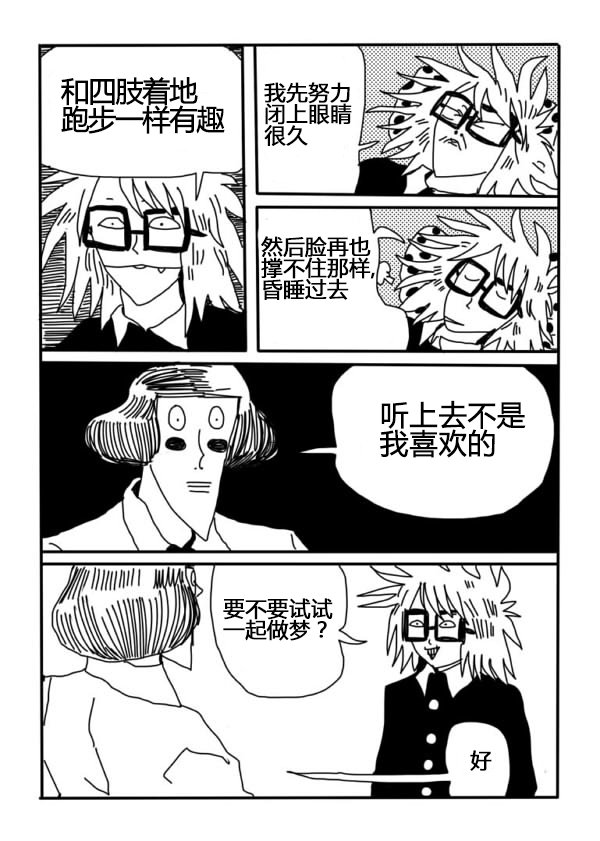 我先努力
闭上眼睛
很久
然后脸再也
撑不住那样,
昏睡过去
和四肢着地
跑步一样有趣
听上去不是
我喜欢的
要不要试试
一起做梦？
好